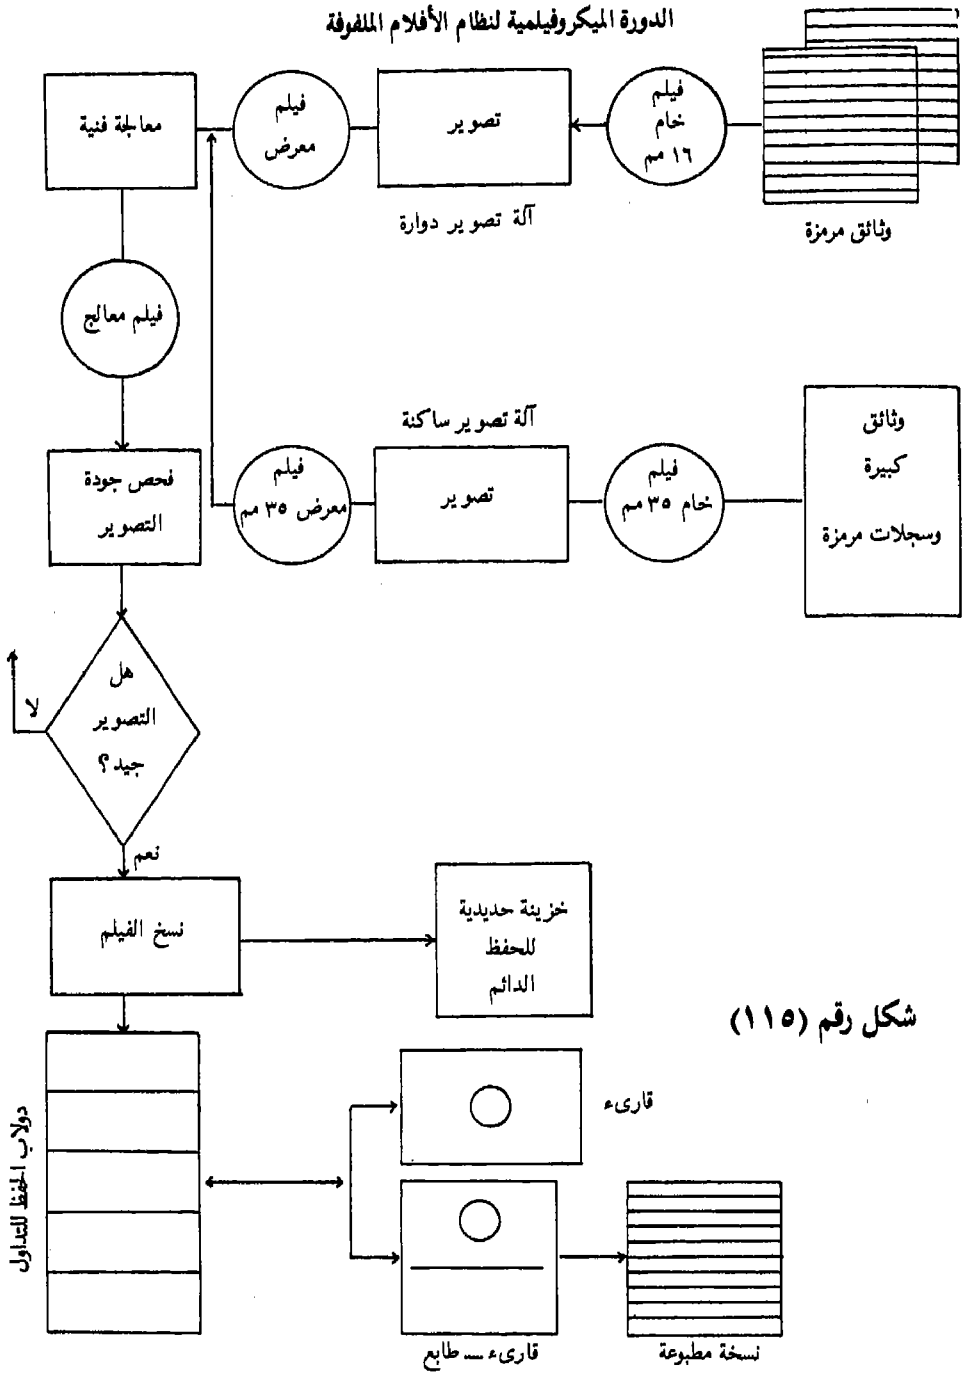 الدورة الميكروفيلمية لنظام الأفلام الملفوفة
فيلم
خام
١٦ مم
تصوير
فيلم
معرض
معالجة فنية
وثائق مرمزة
آلة تصوير دوارة
فيلم معالج
آلة تصوير ساكنة
وثائق
كبيرة
وسجلات مرمزة
فيلم
خام ٣٥ مم
تصوير
فيلم
معرض ٣٥ مم
فحص جودة
التصوير
هل
التصوير
جيد؟
لا
نعم
نسخ الفيلم
خزينة حديدية
للحفظ
الدائم
شكل رقم (١١٥)
دولاب الحفظ للتداول
قارىء
قارىء — طابع
نسخة مطبوعة